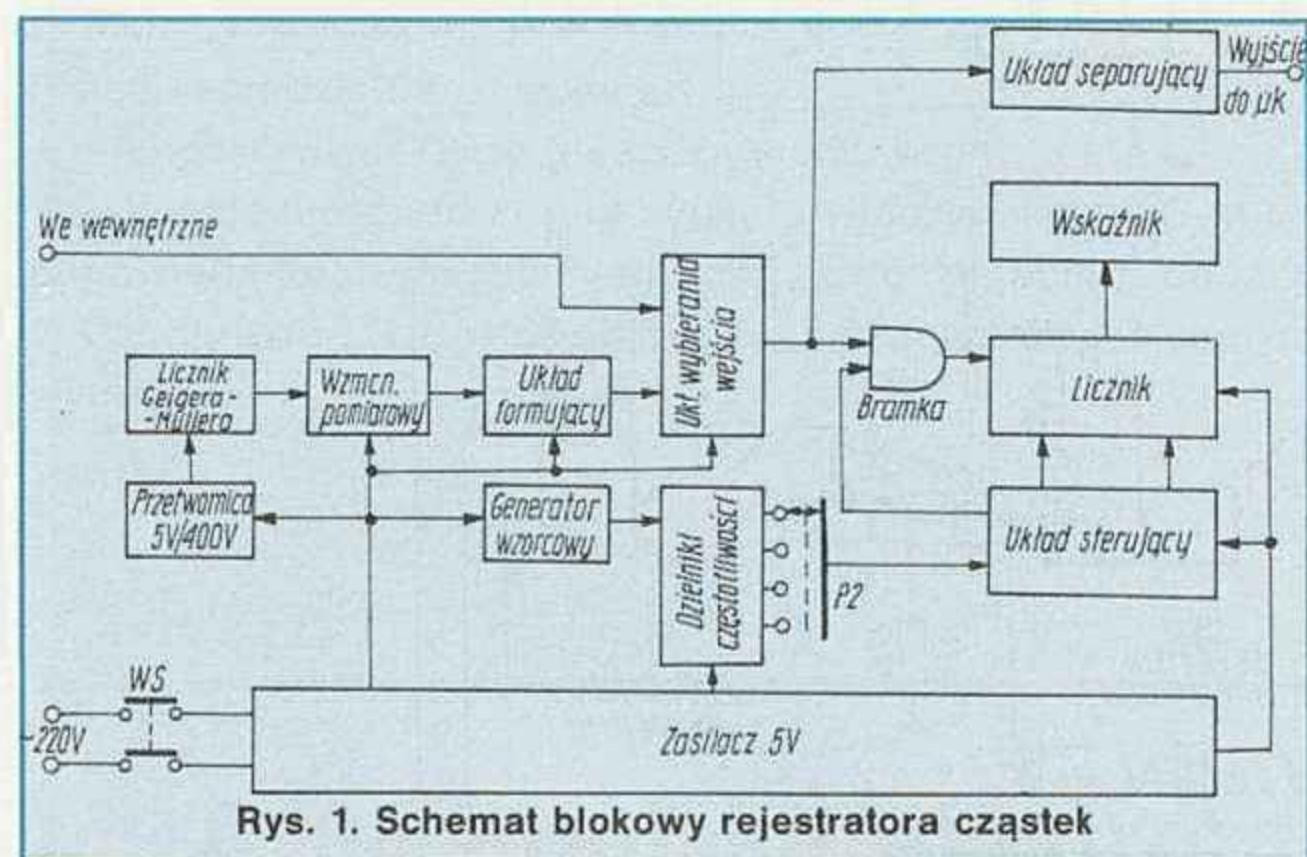 Układ separujący
Wyjście
do µk
We wewnętrzne
Wskaźnik
Ukł. wybierania
wejścia
Licznik
Geigera-
-Müllera
Wzmcn.
pomiarowy
Układ
formujący
Bramka
Licznik
Przetwornica
5V/400V
Generator
wzorcowy
Dzielniki
częstotliwości
P2
Układ sterujący
WS
~220V
Zasilacz 5V
Rys. 1. Schemat blokowy rejestratora cząstek